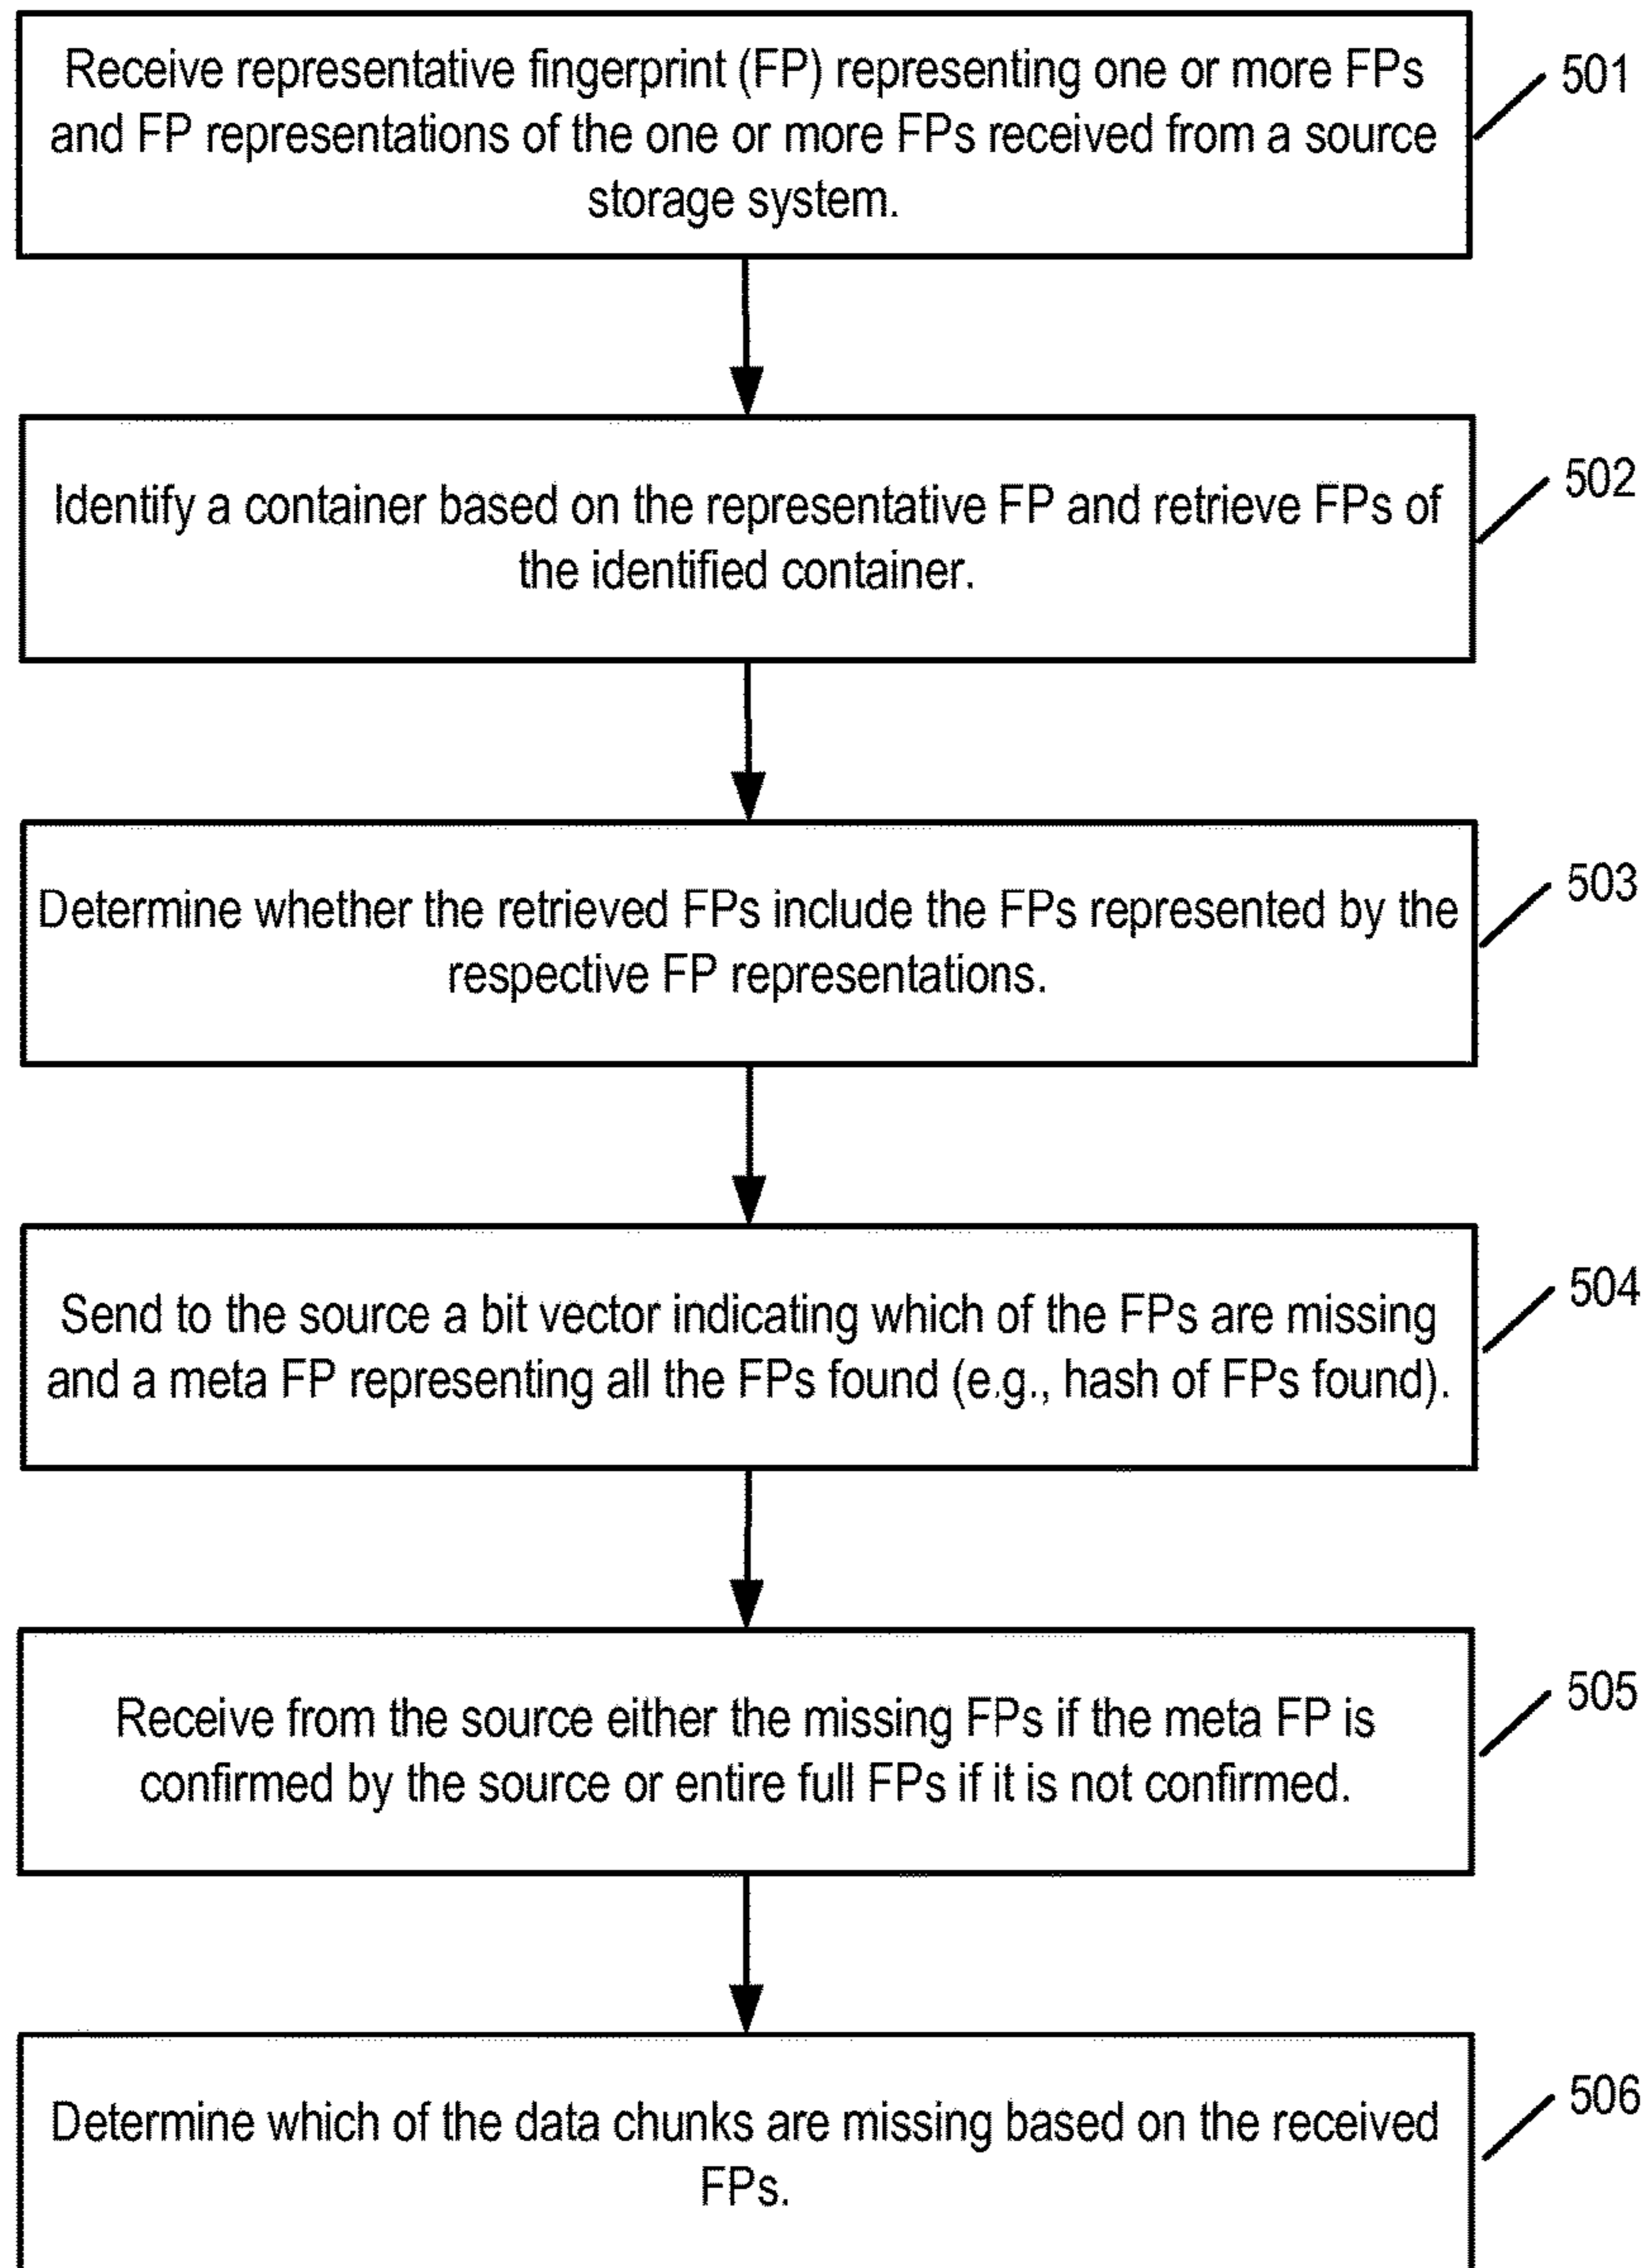 Receive representative fingerprint (FP) representing one or more FPs
and FP representations of the one or more FPs received from a source
storage system.
501
Identify a container based on the representative FP and retrieve FPs of
the identified container.
502
Determine whether the retrieved FPs include the FPs represented by the
respective FP representations.
503
Send to the source a bit vector indicating which of the FPs are missing
and a meta FP representing all the FPs found (e.g., hash of FPs found).
504
Receive from the source either the missing FPs if the meta FP is
confirmed by the source or entire full FPs if it is not confirmed.
505
Determine which of the data chunks are missing based on the received
FPs.
506